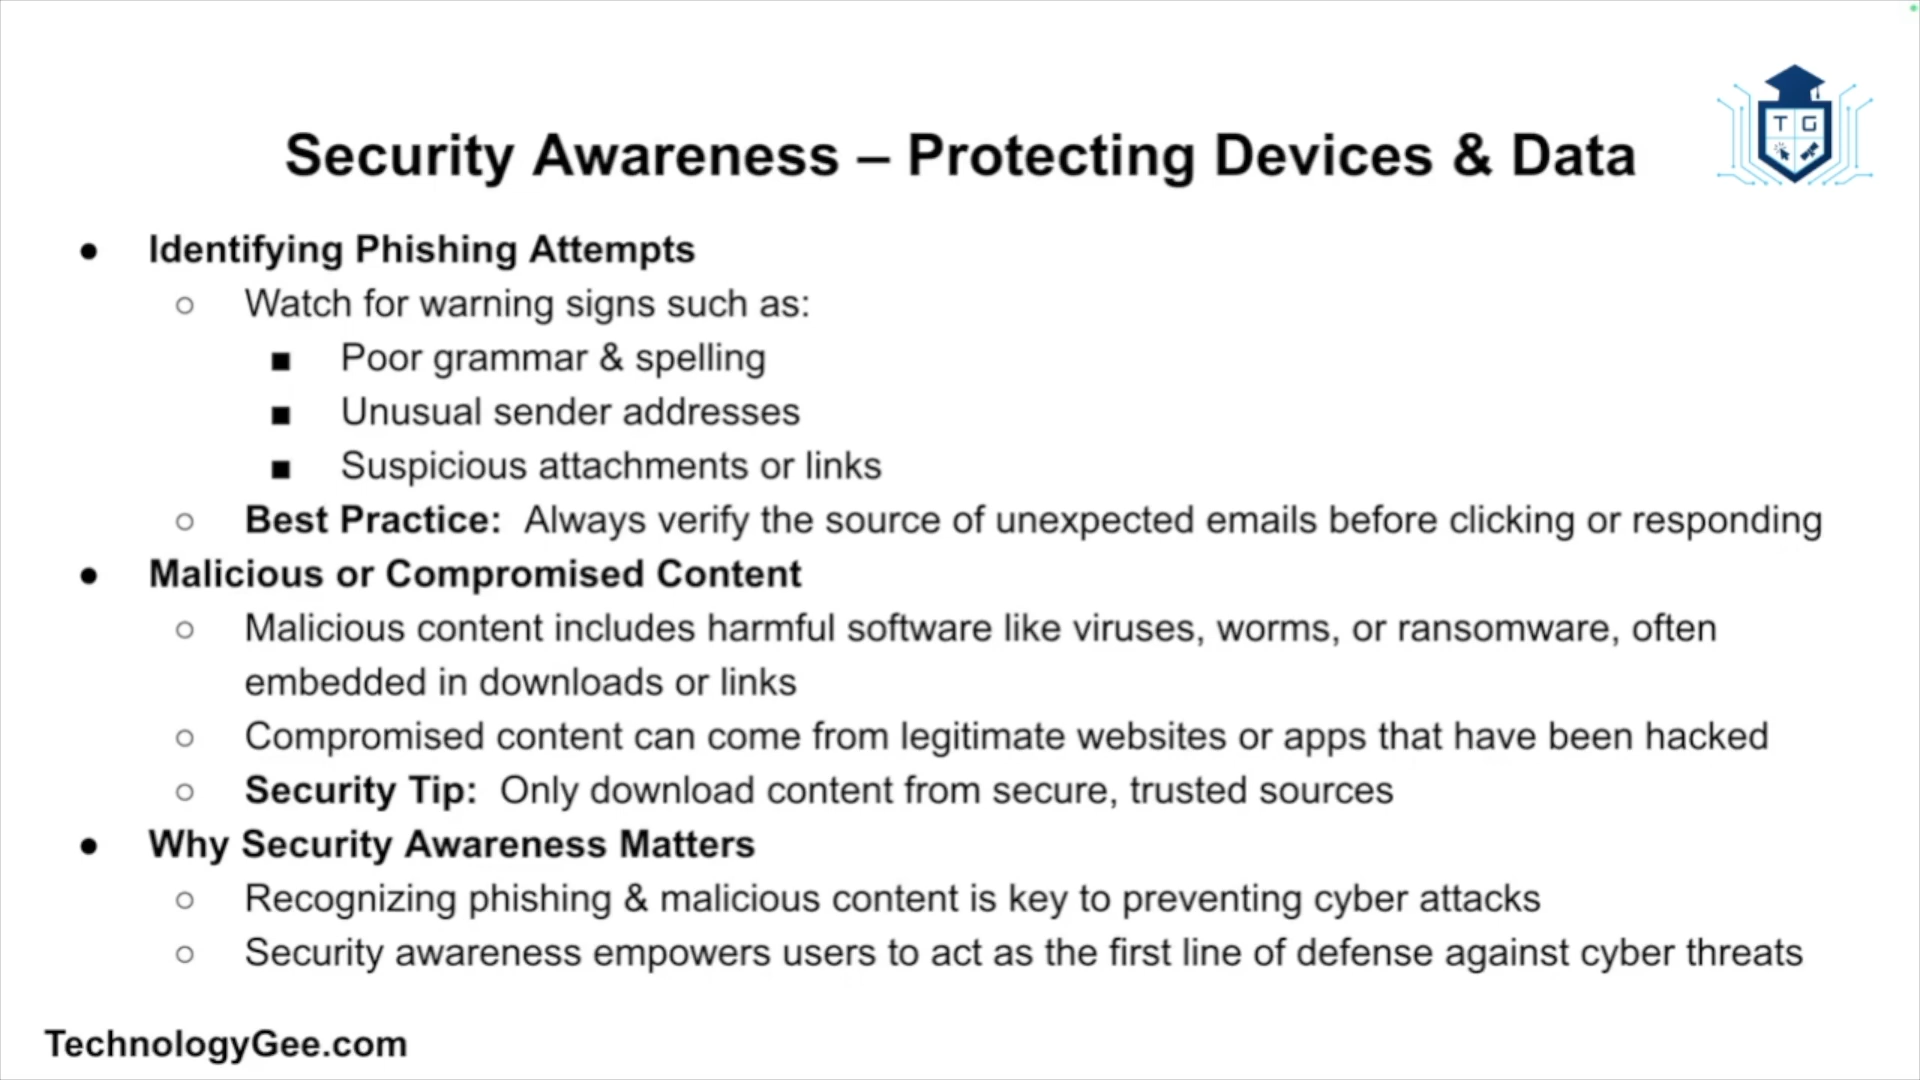 Security Awareness – Protecting Devices & Data
T G
● Identifying Phishing Attempts
○ Watch for warning signs such as:
■ Poor grammar & spelling
■ Unusual sender addresses
■ Suspicious attachments or links
○ Best Practice: Always verify the source of unexpected emails before clicking or responding
● Malicious or Compromised Content
○ Malicious content includes harmful software like viruses, worms, or ransomware, often
embedded in downloads or links
○ Compromised content can come from legitimate websites or apps that have been hacked
○ Security Tip: Only download content from secure, trusted sources
● Why Security Awareness Matters
○ Recognizing phishing & malicious content is key to preventing cyber attacks
○ Security awareness empowers users to act as the first line of defense against cyber threats
TechnologyGee.com